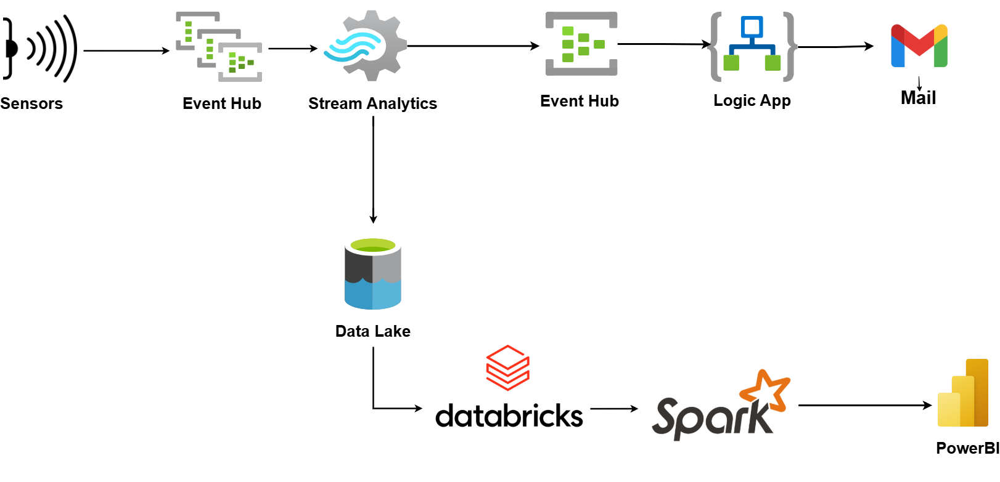 Sensors
Event Hub
Stream Analytics
Event Hub
Logic App
Mail
Data Lake
databricks
Spark
PowerBI